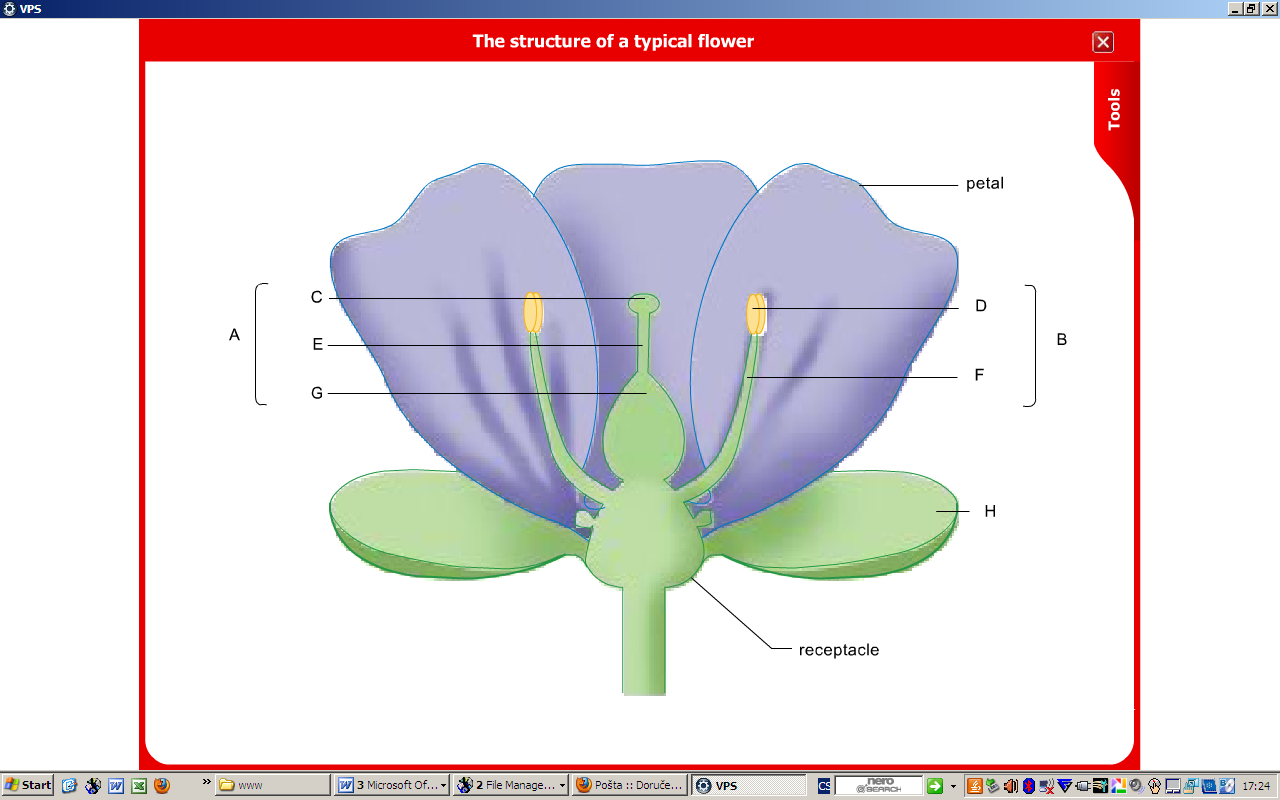 VPS
The structure of a typical flower
Tools
petal
C
D
A
B
E
F
G
H
receptacle
Start
www
3 Microsoft Of...
2 File Manage...
Pošta :: Doruče...
VPS
CS
nero
SEARCH
17:24